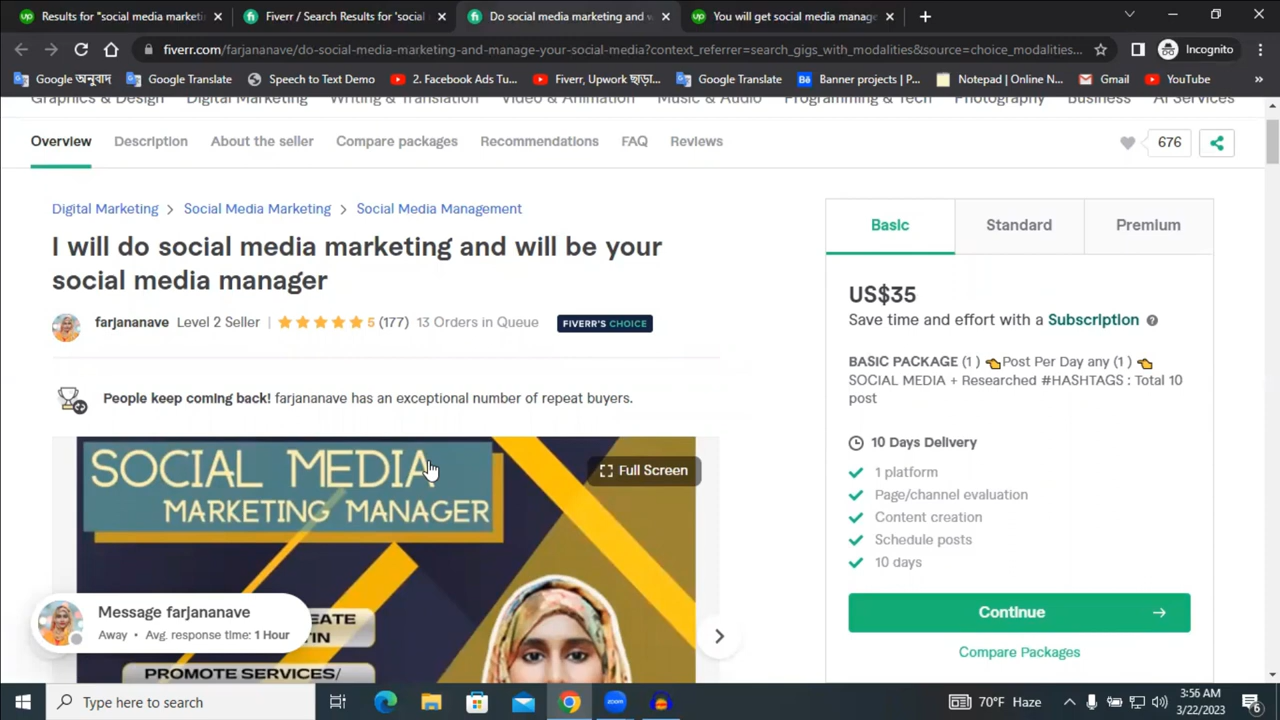 Results for "social media marketi
Fiverr / Search Results for 'social
Do social media marketing and w
You will get social media manage
fiverr.com/farjananave/do-social-media-marketing-and-manage-your-social-media?context_referrer=search_gigs_with_modalities&source=choice_modalities...
Incognito
Google অনুবাদ
Google Translate
Speech to Text Demo
2. Facebook Ads Tu...
Fiverr, Upwork ছাড়া...
Google Translate
Banner projects | P...
Notepad | Online N...
Gmail
YouTube
Graphics & Design Digital Marketing Writing & Translation Video & Animation Music & Audio Programming & Tech Photography Business AI Services
Overview Description About the seller Compare packages Recommendations FAQ Reviews
676
Digital Marketing > Social Media Marketing > Social Media Management
I will do social media marketing and will be your
social media manager
farjananave Level 2 Seller | 5 (177) 13 Orders in Queue FIVERR'S CHOICE
People keep coming back! farjananave has an exceptional number of repeat buyers.
SOCIAL MEDIA
MARKETING MANAGER
Full Screen
PROMOTE SERVICES/
Message farjananave
Away • Avg. response time: 1 Hour
Basic Standard Premium
US$35
Save time and effort with a Subscription
BASIC PACKAGE (1 ) 👈Post Per Day any (1 ) 👈
SOCIAL MEDIA + Researched #HASHTAGS : Total 10
post
10 Days Delivery
1 platform
Page/channel evaluation
Content creation
Schedule posts
10 days
Continue
Compare Packages
Type here to search
zoom
70°F Haze
3:56 AM
3/22/2023
6